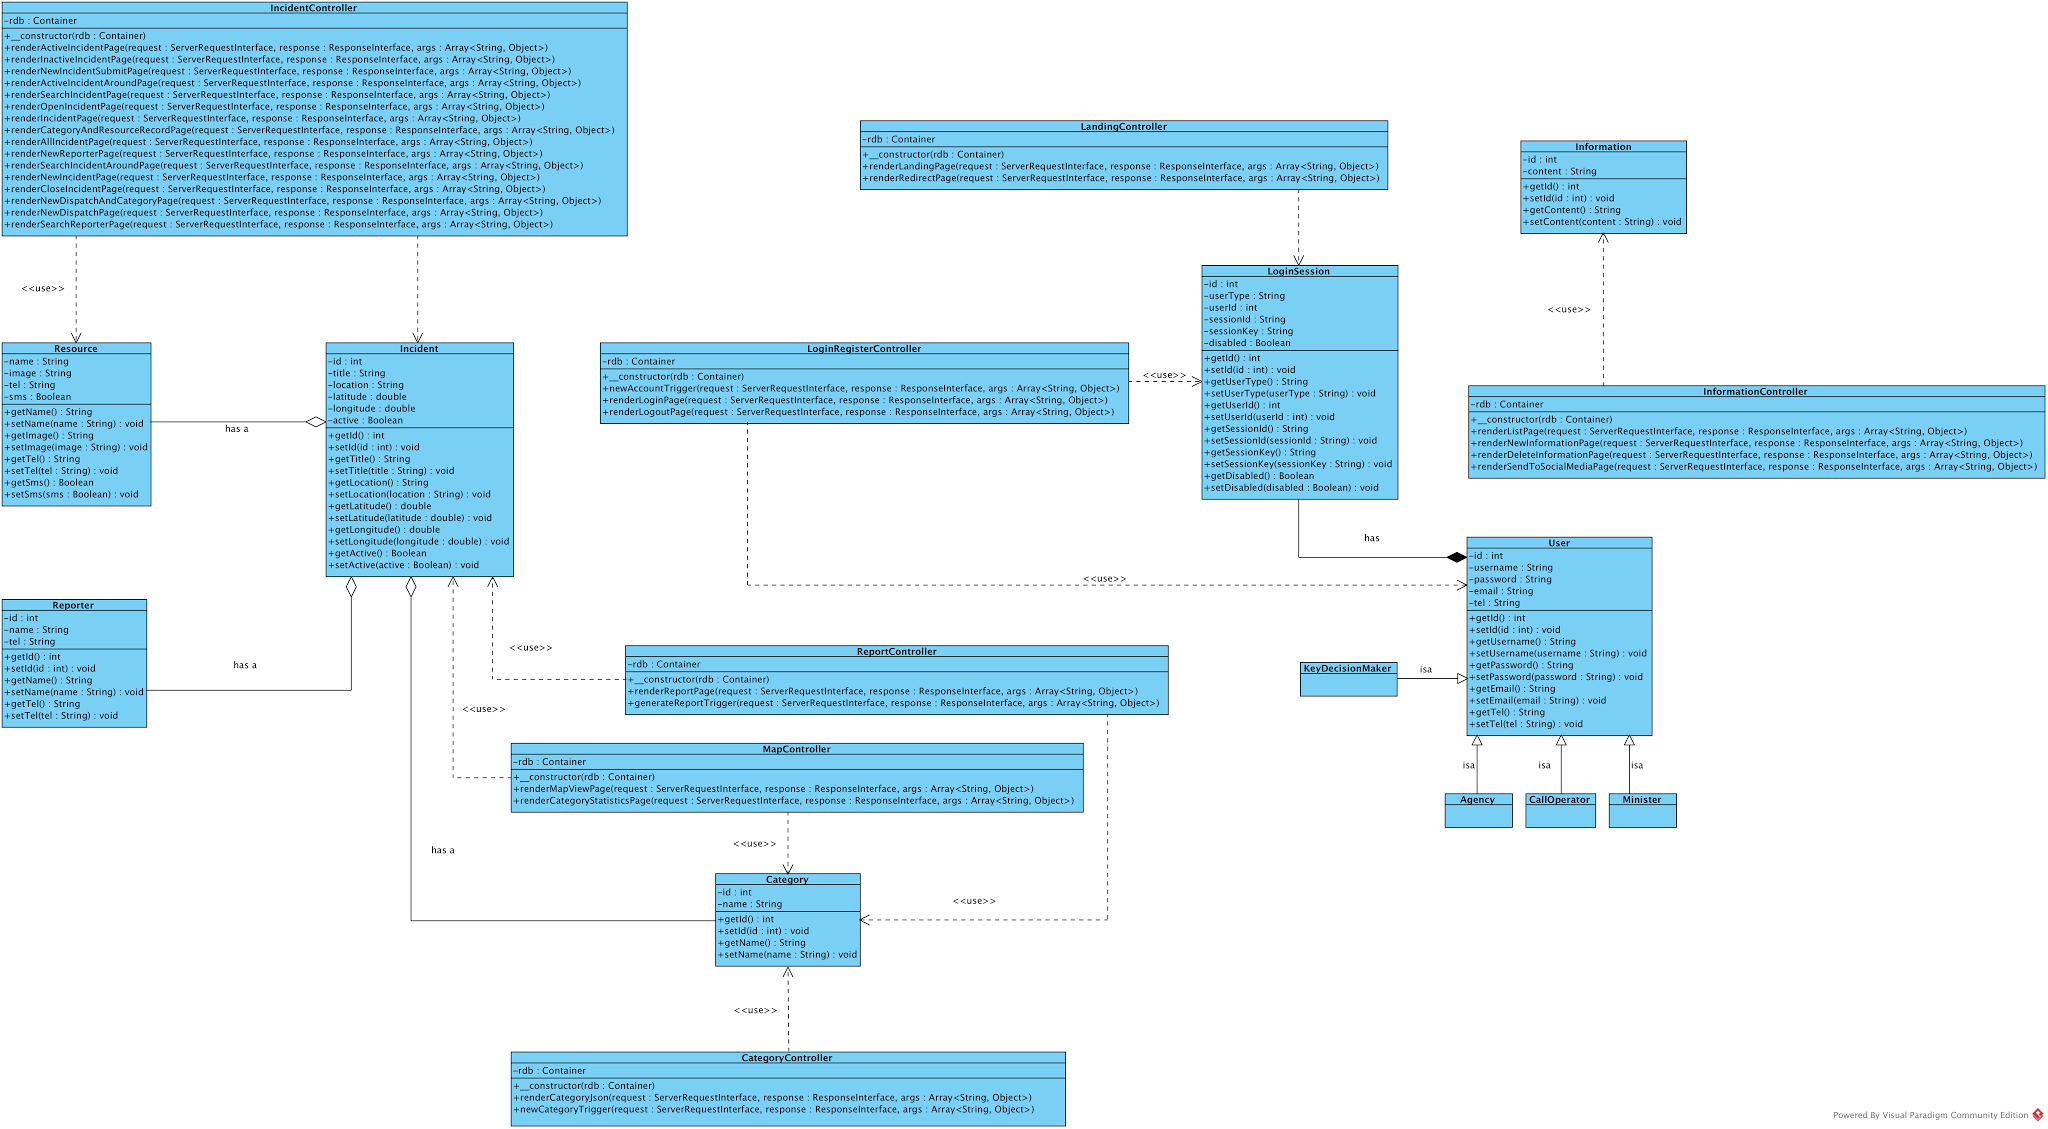 IncidentController
-rdb : Container
+__constructor(rdb : Container)
+renderActiveIncidentPage(request : ServerRequestInterface, response : ResponseInterface, args : Array<String, Object>)
+renderInactiveIncidentPage(request : ServerRequestInterface, response : ResponseInterface, args : Array<String, Object>)
+renderNewIncidentSubmitPage(request : ServerRequestInterface, response : ResponseInterface, args : Array<String, Object>)
+renderActiveIncidentAroundPage(request : ServerRequestInterface, response : ResponseInterface, args : Array<String, Object>)
+renderSearchIncidentPage(request : ServerRequestInterface, response : ResponseInterface, args : Array<String, Object>)
+renderOpenIncidentPage(request : ServerRequestInterface, response : ResponseInterface, args : Array<String, Object>)
+renderIncidentPage(request : ServerRequestInterface, response : ResponseInterface, args : Array<String, Object>)
+renderCategoryAndResourceRecordPage(request : ServerRequestInterface, response : ResponseInterface, args : Array<String, Object>)
+renderAllIncidentPage(request : ServerRequestInterface, response : ResponseInterface, args : Array<String, Object>)
+renderNewReporterPage(request : ServerRequestInterface, response : ResponseInterface, args : Array<String, Object>)
+renderSearchIncidentAroundPage(request : ServerRequestInterface, response : ResponseInterface, args : Array<String, Object>)
+renderNewIncidentPage(request : ServerRequestInterface, response : ResponseInterface, args : Array<String, Object>)
+renderCloseIncidentPage(request : ServerRequestInterface, response : ResponseInterface, args : Array<String, Object>)
+renderNewDispatchAndCategoryPage(request : ServerRequestInterface, response : ResponseInterface, args : Array<String, Object>)
+renderNewDispatchPage(request : ServerRequestInterface, response : ResponseInterface, args : Array<String, Object>)
+renderSearchReporterPage(request : ServerRequestInterface, response : ResponseInterface, args : Array<String, Object>)
LandingController
-rdb : Container
+__constructor(rdb : Container)
+renderLandingPage(request : ServerRequestInterface, response : ResponseInterface, args : Array<String, Object>)
+renderRedirectPage(request : ServerRequestInterface, response : ResponseInterface, args : Array<String, Object>)
Information
-id : int
-content : String
+getId() : int
+setId(id : int) : void
+getContent() : String
+setContent(content : String) : void
<<use>>
<<use>>
LoginSession
-id : int
-userType : String
-userId : int
-sessionId : String
-sessionKey : String
-disabled : Boolean
+getId() : int
+setId(id : int) : void
+getUserType() : String
+setUserType(userType : String) : void
+getUserId() : int
+setUserId(userId : int) : void
+getSessionId() : String
+setSessionId(sessionId : String) : void
+getSessionKey() : String
+setSessionKey(sessionKey : String) : void
+getDisabled() : Boolean
+setDisabled(disabled : Boolean) : void
Resource
-name : String
-image : String
-tel : String
-sms : Boolean
+getName() : String
+setName(name : String) : void
+getImage() : String
+setImage(image : String) : void
+getTel() : String
+setTel(tel : String) : void
+getSms() : Boolean
+setSms(sms : Boolean) : void
has a
Incident
-id : int
-title : String
-location : String
-latitude : double
-longitude : double
-active : Boolean
+getId() : int
+setId(id : int) : void
+getTitle() : String
+setTitle(title : String) : void
+getLocation() : String
+setLocation(location : String) : void
+getLatitude() : double
+setLatitude(latitude : double) : void
+getLongitude() : double
+setLongitude(longitude : double) : void
+getActive() : Boolean
+setActive(active : Boolean) : void
LoginRegisterController
-rdb : Container
+__constructor(rdb : Container)
+newAccountTrigger(request : ServerRequestInterface, response : ResponseInterface, args : Array<String, Object>)
+renderLoginPage(request : ServerRequestInterface, response : ResponseInterface, args : Array<String, Object>)
+renderLogoutPage(request : ServerRequestInterface, response : ResponseInterface, args : Array<String, Object>)
<<use>>
InformationController
-rdb : Container
+__constructor(rdb : Container)
+renderListPage(request : ServerRequestInterface, response : ResponseInterface, args : Array<String, Object>)
+renderNewInformationPage(request : ServerRequestInterface, response : ResponseInterface, args : Array<String, Object>)
+renderDeleteInformationPage(request : ServerRequestInterface, response : ResponseInterface, args : Array<String, Object>)
+renderSendToSocialMediaPage(request : ServerRequestInterface, response : ResponseInterface, args : Array<String, Object>)
has
<<use>>
User
-id : int
-username : String
-password : String
-email : String
-tel : String
+getId() : int
+setId(id : int) : void
+getUsername() : String
+setUsername(username : String) : void
+getPassword() : String
+setPassword(password : String) : void
+getEmail() : String
+setEmail(email : String) : void
+getTel() : String
+setTel(tel : String) : void
Reporter
-id : int
-name : String
-tel : String
+getId() : int
+setId(id : int) : void
+getName() : String
+setName(name : String) : void
+getTel() : String
+setTel(tel : String) : void
has a
<<use>>
<<use>>
ReportController
-rdb : Container
+__constructor(rdb : Container)
+renderReportPage(request : ServerRequestInterface, response : ResponseInterface, args : Array<String, Object>)
+generateReportTrigger(request : ServerRequestInterface, response : ResponseInterface, args : Array<String, Object>)
KeyDecisionMaker
isa
isa
isa
isa
Agency
CallOperator
Minister
MapController
-rdb : Container
+__constructor(rdb : Container)
+renderMapViewPage(request : ServerRequestInterface, response : ResponseInterface, args : Array<String, Object>)
+renderCategoryStatisticsPage(request : ServerRequestInterface, response : ResponseInterface, args : Array<String, Object>)
has a
<<use>>
<<use>>
Category
-id : int
-name : String
+getId() : int
+setId(id : int) : void
+getName() : String
+setName(name : String) : void
<<use>>
CategoryController
-rdb : Container
+__constructor(rdb : Container)
+renderCategoryJson(request : ServerRequestInterface, response : ResponseInterface, args : Array<String, Object>)
+newCategoryTrigger(request : ServerRequestInterface, response : ResponseInterface, args : Array<String, Object>)
Powered By Visual Paradigm Community Edition